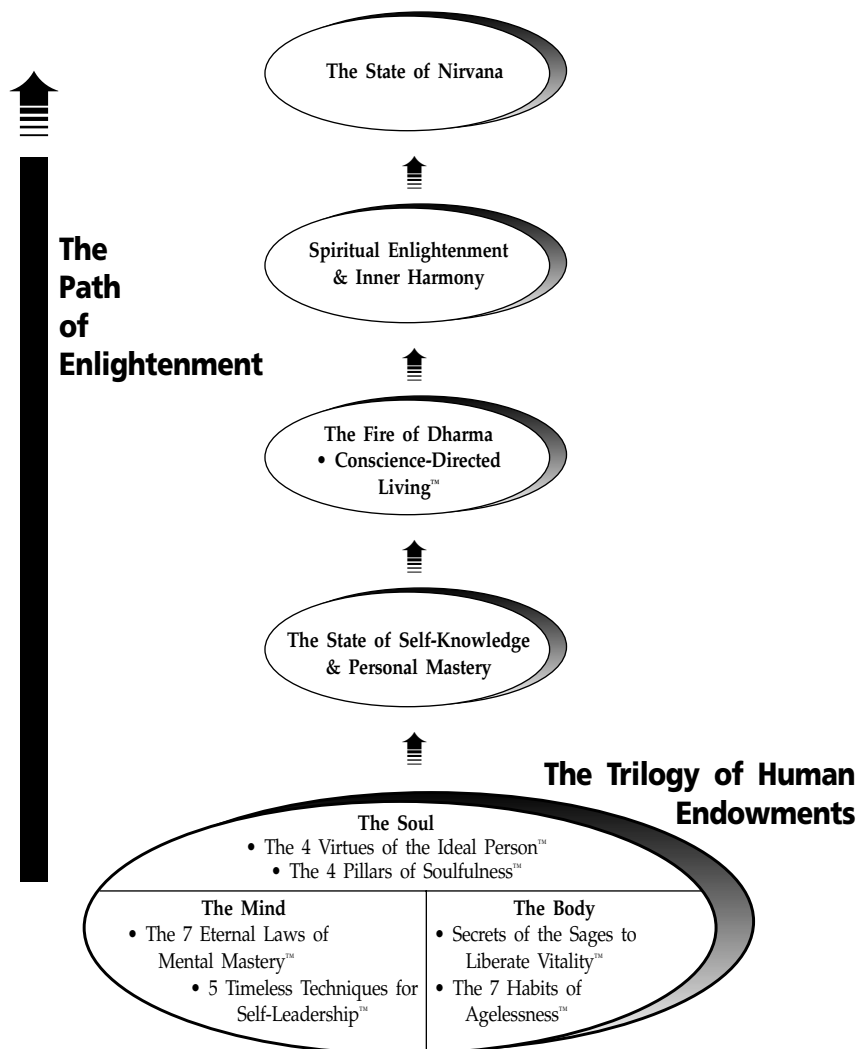 The State of Nirvana
The
Path
of
Enlightenment
Spiritual Enlightenment
& Inner Harmony
The Fire of Dharma
• Conscience-Directed
Living™
The State of Self-Knowledge
& Personal Mastery
The Trilogy of Human
Endowments
The Soul
• The 4 Virtues of the Ideal Person™
• The 4 Pillars of Soulfulness™
The Mind
• The 7 Eternal Laws of
Mental Mastery™
• 5 Timeless Techniques for
Self-Leadership™
The Body
• Secrets of the Sages to
Liberate Vitality™
• The 7 Habits of
Agelessness™